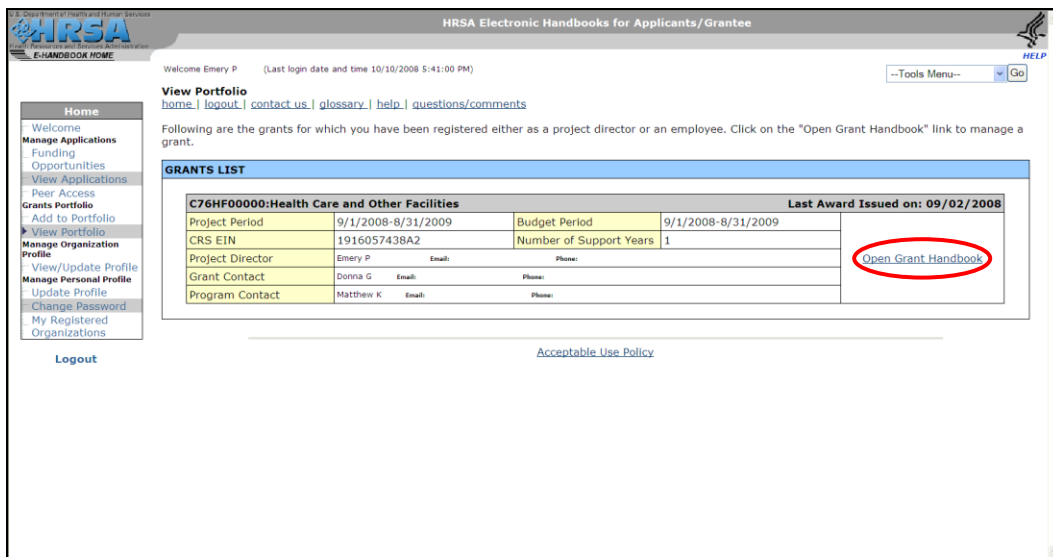 U.S. Department of Health and Human Services
HRSA
Health Resources and Services Administration
HRSA Electronic Handbooks for Applicants/Grantee
E-HANDBOOK HOME
HELP
Welcome Emery P (Last login date and time 10/10/2008 5:41:00 PM)
--Tools Menu-- Go
View Portfolio
home | logout | contact us | glossary | help | questions/comments
Following are the grants for which you have been registered either as a project director or an employee. Click on the "Open Grant Handbook" link to manage a
grant.
Home
Welcome
Manage Applications
Funding
Opportunities
View Applications
Peer Access
Grants Portfolio
Add to Portfolio
View Portfolio
Manage Organization
Profile
View/Update Profile
Manage Personal Profile
Update Profile
Change Password
My Registered
Organizations
Logout
GRANTS LIST
C76HF00000:Health Care and Other Facilities Last Award Issued on: 09/02/2008
Project Period 9/1/2008-8/31/2009 Budget Period 9/1/2008-8/31/2009
CRS EIN 1916057438A2 Number of Support Years 1
Project Director Emery P Email: Phone:
Open Grant Handbook
Grant Contact Donna G Email: Phone:
Program Contact Matthew K Email: Phone:
Acceptable Use Policy